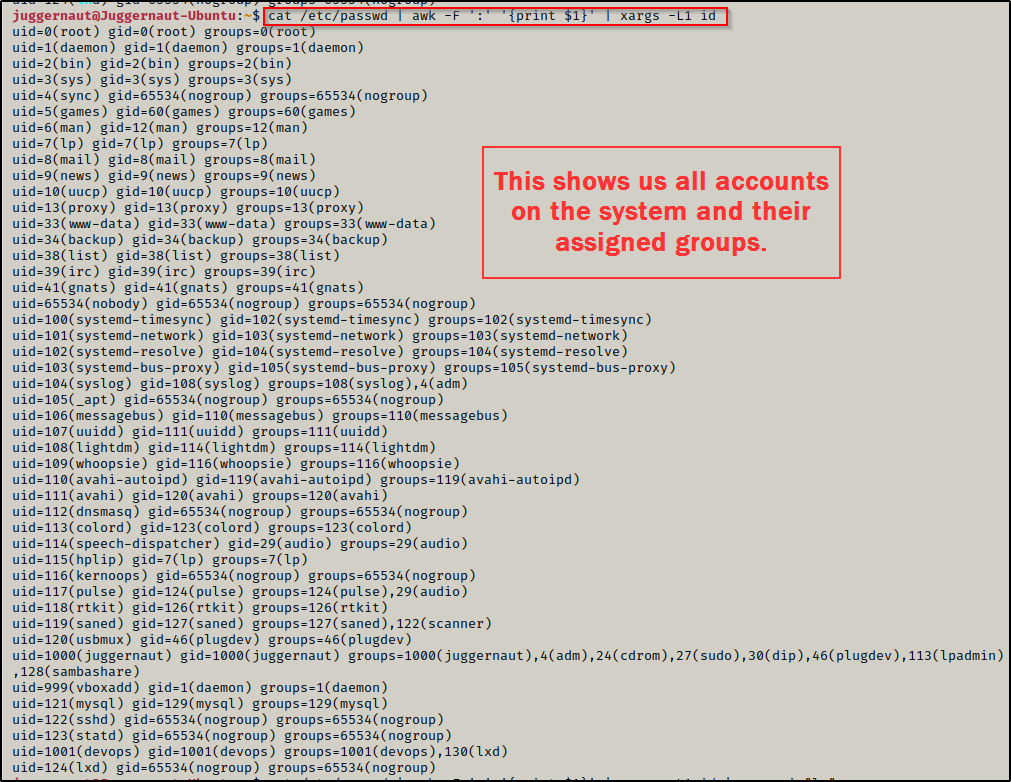 juggernaut@Juggernaut-Ubuntu:~$ cat /etc/passwd | awk -F ':' '{print $1}' | xargs -L1 id
uid=0(root) gid=0(root) groups=0(root)
uid=1(daemon) gid=1(daemon) groups=1(daemon)
uid=2(bin) gid=2(bin) groups=2(bin)
uid=3(sys) gid=3(sys) groups=3(sys)
uid=4(sync) gid=65534(nogroup) groups=65534(nogroup)
uid=5(games) gid=60(games) groups=60(games)
uid=6(man) gid=12(man) groups=12(man)
uid=7(lp) gid=7(lp) groups=7(lp)
uid=8(mail) gid=8(mail) groups=8(mail)
uid=9(news) gid=9(news) groups=9(news)
uid=10(uucp) gid=10(uucp) groups=10(uucp)
uid=13(proxy) gid=13(proxy) groups=13(proxy)
uid=33(www-data) gid=33(www-data) groups=33(www-data)
uid=34(backup) gid=34(backup) groups=34(backup)
uid=38(list) gid=38(list) groups=38(list)
uid=39(irc) gid=39(irc) groups=39(irc)
uid=41(gnats) gid=41(gnats) groups=41(gnats)
This shows us all accounts
on the system and their
assigned groups.
uid=65534(nobody) gid=65534(nogroup) groups=65534(nogroup)
uid=100(systemd-timesync) gid=102(systemd-timesync) groups=102(systemd-timesync)
uid=101(systemd-network) gid=103(systemd-network) groups=103(systemd-network)
uid=102(systemd-resolve) gid=104(systemd-resolve) groups=104(systemd-resolve)
uid=103(systemd-bus-proxy) gid=105(systemd-bus-proxy) groups=105(systemd-bus-proxy)
uid=104(syslog) gid=108(syslog) groups=108(syslog),4(adm)
uid=105(_apt) gid=65534(nogroup) groups=65534(nogroup)
uid=106(messagebus) gid=110(messagebus) groups=110(messagebus)
uid=107(uuidd) gid=111(uuidd) groups=111(uuidd)
uid=108(lightdm) gid=114(lightdm) groups=114(lightdm)
uid=109(whoopsie) gid=116(whoopsie) groups=116(whoopsie)
uid=110(avahi-autoipd) gid=119(avahi-autoipd) groups=119(avahi-autoipd)
uid=111(avahi) gid=120(avahi) groups=120(avahi)
uid=112(dnsmasq) gid=65534(nogroup) groups=65534(nogroup)
uid=113(colord) gid=123(colord) groups=123(colord)
uid=114(speech-dispatcher) gid=29(audio) groups=29(audio)
uid=115(hplip) gid=7(lp) groups=7(lp)
uid=116(kernoops) gid=65534(nogroup) groups=65534(nogroup)
uid=117(pulse) gid=124(pulse) groups=124(pulse),29(audio)
uid=118(rtkit) gid=126(rtkit) groups=126(rtkit)
uid=119(saned) gid=127(saned) groups=127(saned),122(scanner)
uid=120(usbmux) gid=46(plugdev) groups=46(plugdev)
uid=1000(juggernaut) gid=1000(juggernaut) groups=1000(juggernaut),4(adm),24(cdrom),27(sudo),30(dip),46(plugdev),113(lpadmin)
,128(sambashare)
uid=999(vboxadd) gid=1(daemon) groups=1(daemon)
uid=121(mysql) gid=129(mysql) groups=129(mysql)
uid=122(sshd) gid=65534(nogroup) groups=65534(nogroup)
uid=123(statd) gid=65534(nogroup) groups=65534(nogroup)
uid=1001(devops) gid=1001(devops) groups=1001(devops),130(lxd)
uid=124(lxd) gid=65534(nogroup) groups=65534(nogroup)